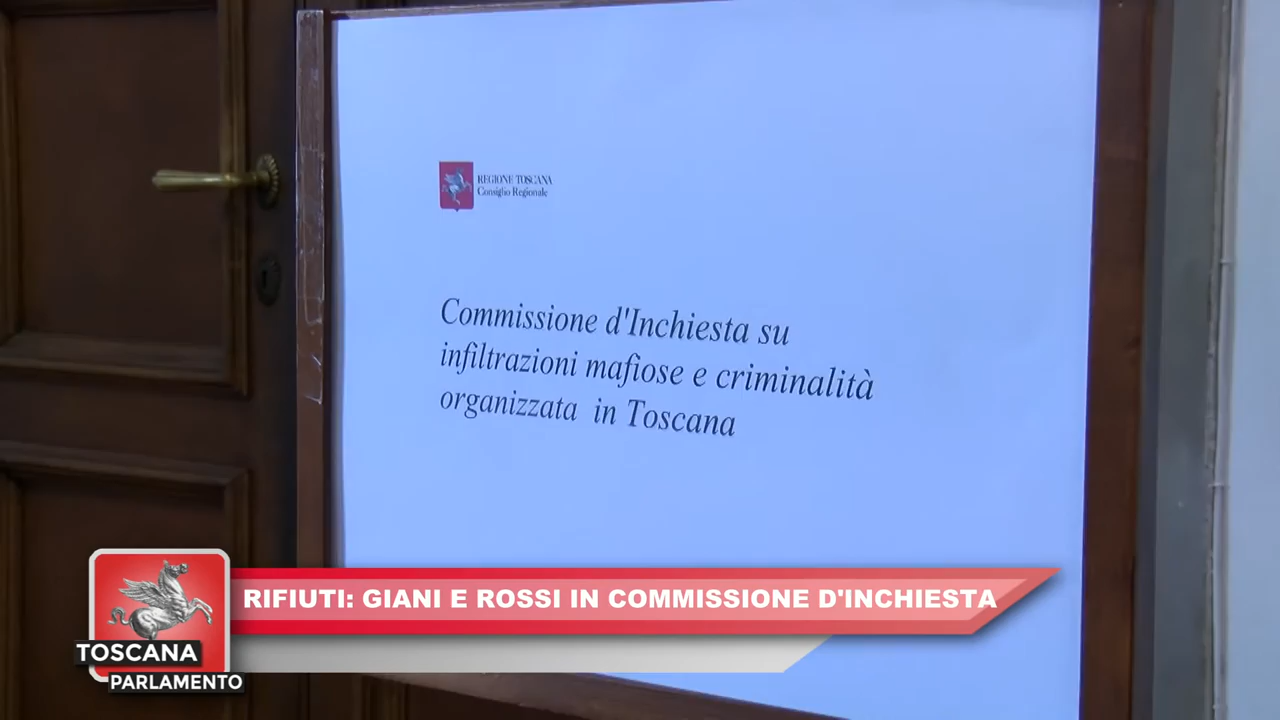 REGIONE TOSCANA
Consiglio Regionale
Commissione d'Inchiesta su
infiltrazioni mafiose e criminalità
organizzata in Toscana
RIFIUTI: GIANI E ROSSI IN COMMISSIONE D'INCHIESTA
TOSCANA
PARLAMENTO